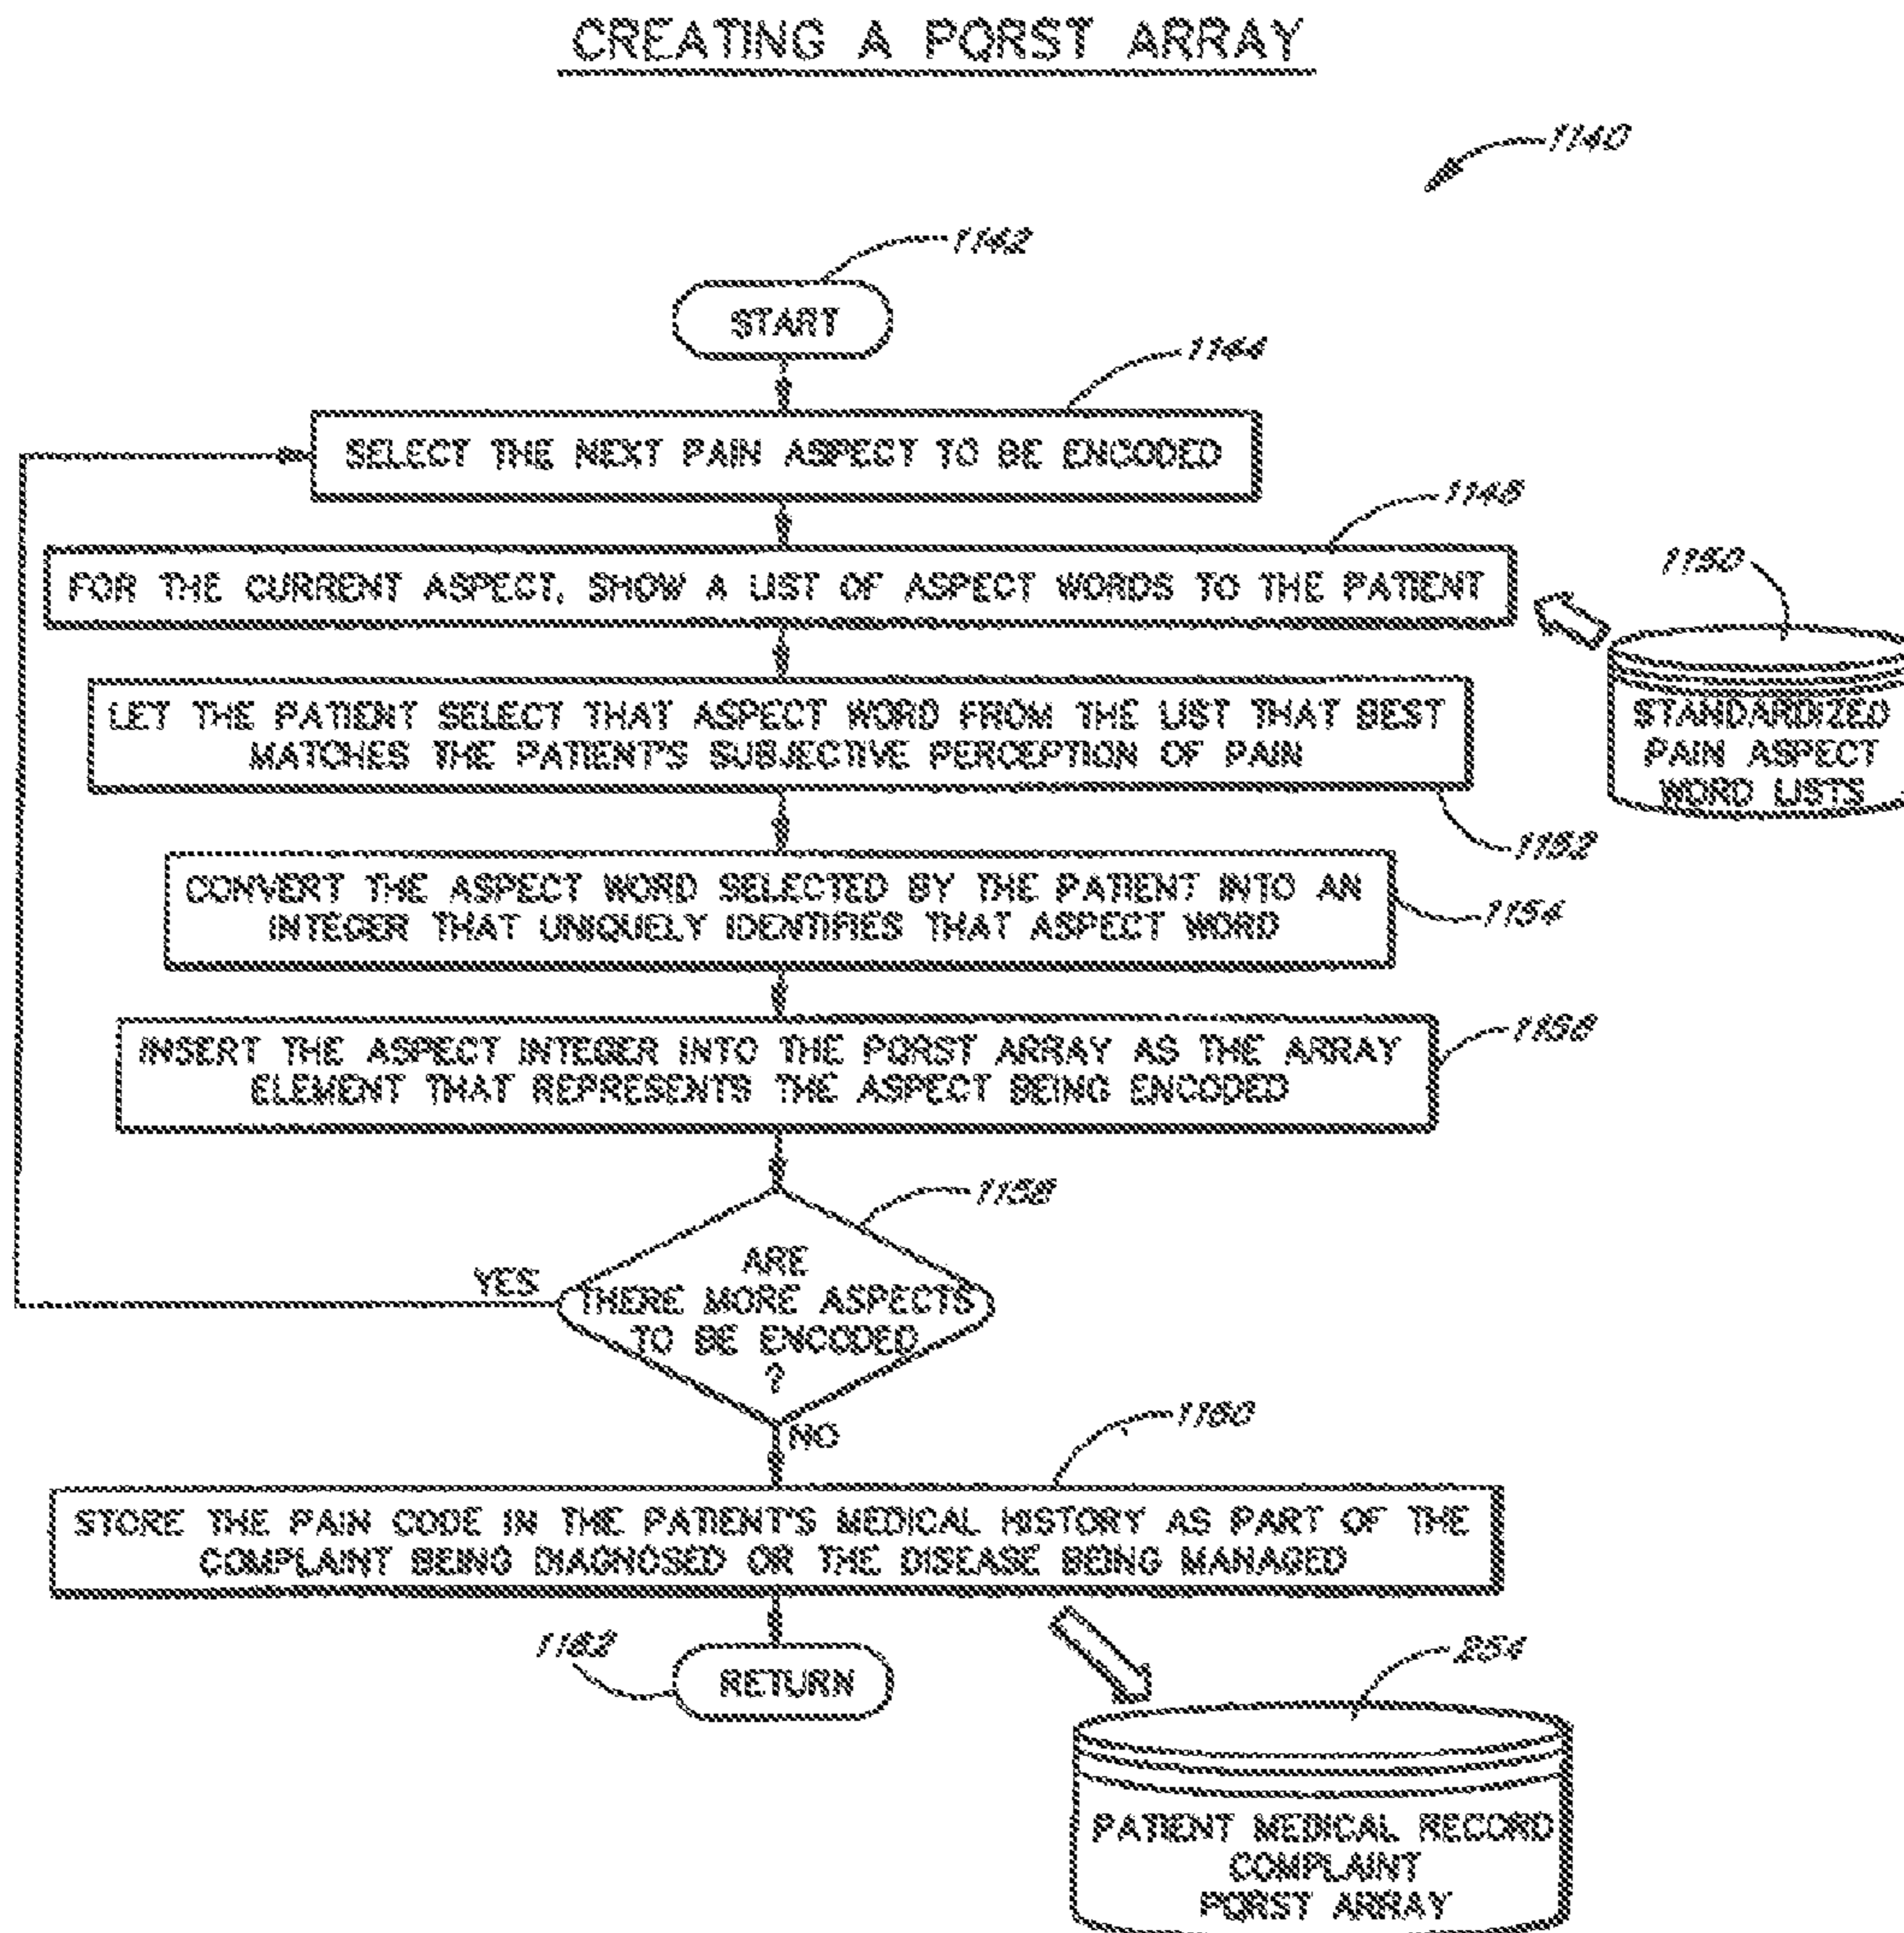 CREATING A PQRST ARRAY
1140
1142
START
1144
SELECT THE NEXT PAIN ASPECT TO BE ENCODED
1148
FOR THE CURRENT ASPECT, SHOW A LIST OF ASPECT WORDS TO THE PATIENT
1150
STANDARDIZED
PAIN ASPECT
WORD LISTS
LET THE PATIENT SELECT THAT ASPECT WORD FROM THE LIST THAT BEST
MATCHES THE PATIENT'S SUBJECTIVE PERCEPTION OF PAIN
1152
CONVERT THE ASPECT WORD SELECTED BY THE PATIENT INTO AN
INTEGER THAT UNIQUELY IDENTIFIES THAT ASPECT WORD
1154
INSERT THE ASPECT INTEGER INTO THE PQRST ARRAY AS THE ARRAY
ELEMENT THAT REPRESENTS THE ASPECT BEING ENCODED
1158
ARE
THERE MORE ASPECTS
TO BE ENCODED
?
YES
NO
1160
STORE THE PAIN CODE IN THE PATIENT'S MEDICAL HISTORY AS PART OF THE
COMPLAINT BEING DIAGNOSED OR THE DISEASE BEING MANAGED
1162
RETURN
254
PATIENT MEDICAL RECORD
COMPLAINT
PQRST ARRAY